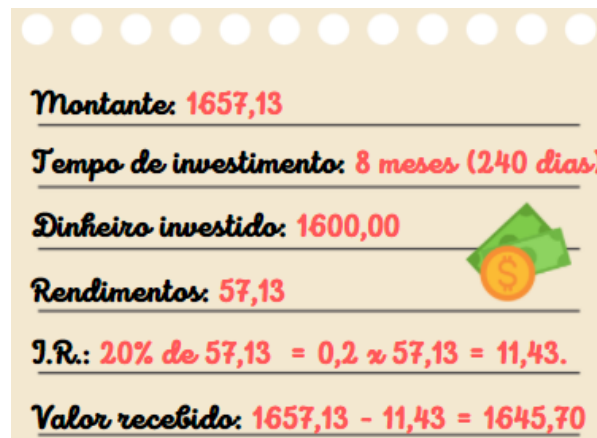 Montante: 1657,13
Tempo de investimento: 8 meses (240 dias)
Dinheiro investido: 1600,00
Rendimentos: 57,13
I.R.: 20% de 57,13 = 0,2 x 57,13 = 11,43.
Valor recebido: 1657,13 - 11,43 = 1645,70
$